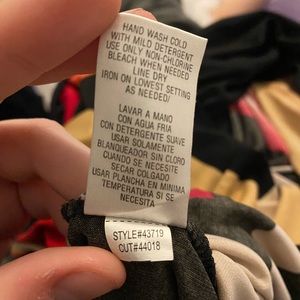 HAND WASH COLD
WITH MILD DETERGENT
USE ONLY NON-CHLORINE
BLEACH WHEN NEEDED
LINE DRY
IRON ON LOWEST SETTING
AS NEEDED/
LAVAR A MANO
CON AGUA FRIA
CON DETERGENTE SUAVE
USAR SOLAMENTE
BLANQUEADOR SIN CLORO
CUANDO SE NECESITE
SECAR COLGADO
USAR PLANCHA EN MINIMA
TEMPERATURA SI SE
NECESITA
STYLE#43719
CUT#44018